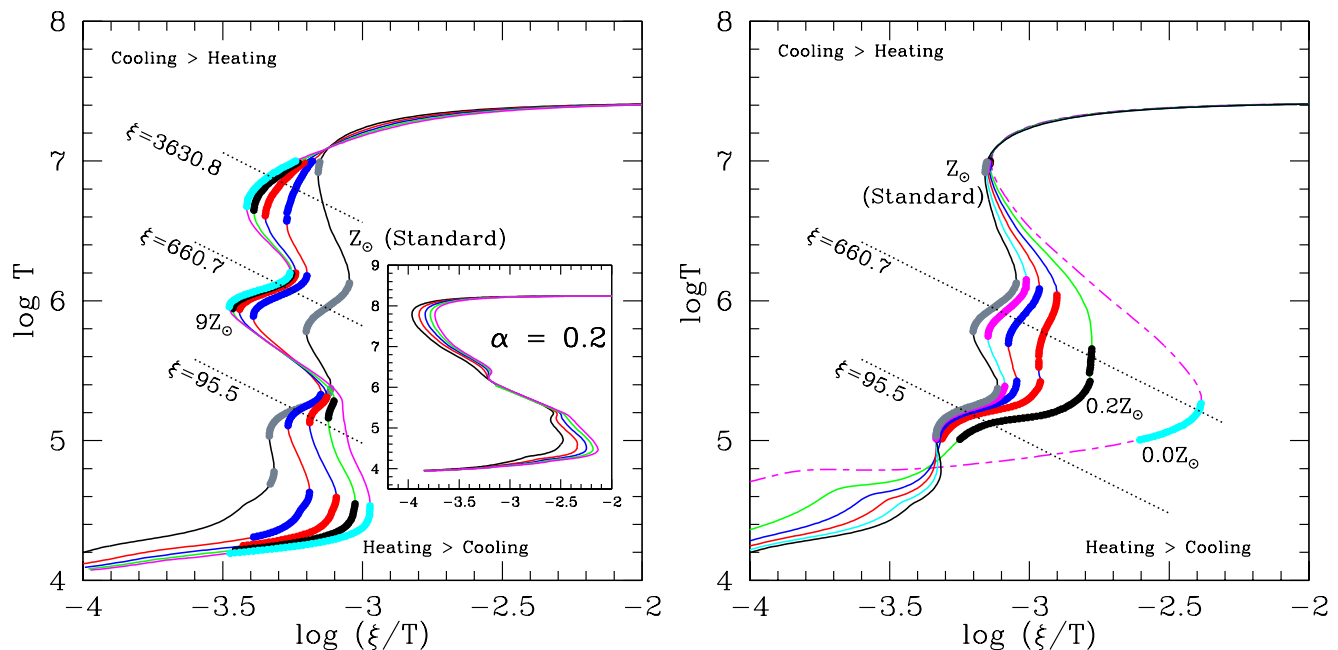 8
7
6
5
4
log T
Cooling > Heating
ξ=3630.8
Z⊙ (Standard)
ξ=660.7
9Z⊙
ξ=95.5
Heating > Cooling
9
8
7
6
5
4
α = 0.2
-4 -3.5 -3 -2.5 -2
−4 −3.5 −3 −2.5 −2
log (ξ/T)
8
7
6
5
4
logT
Cooling > Heating
Z⊙
(Standard)
ξ=660.7
ξ=95.5
0.2Z⊙
0.0Z⊙
Heating > Cooling
−4 −3.5 −3 −2.5 −2
log (ξ/T)